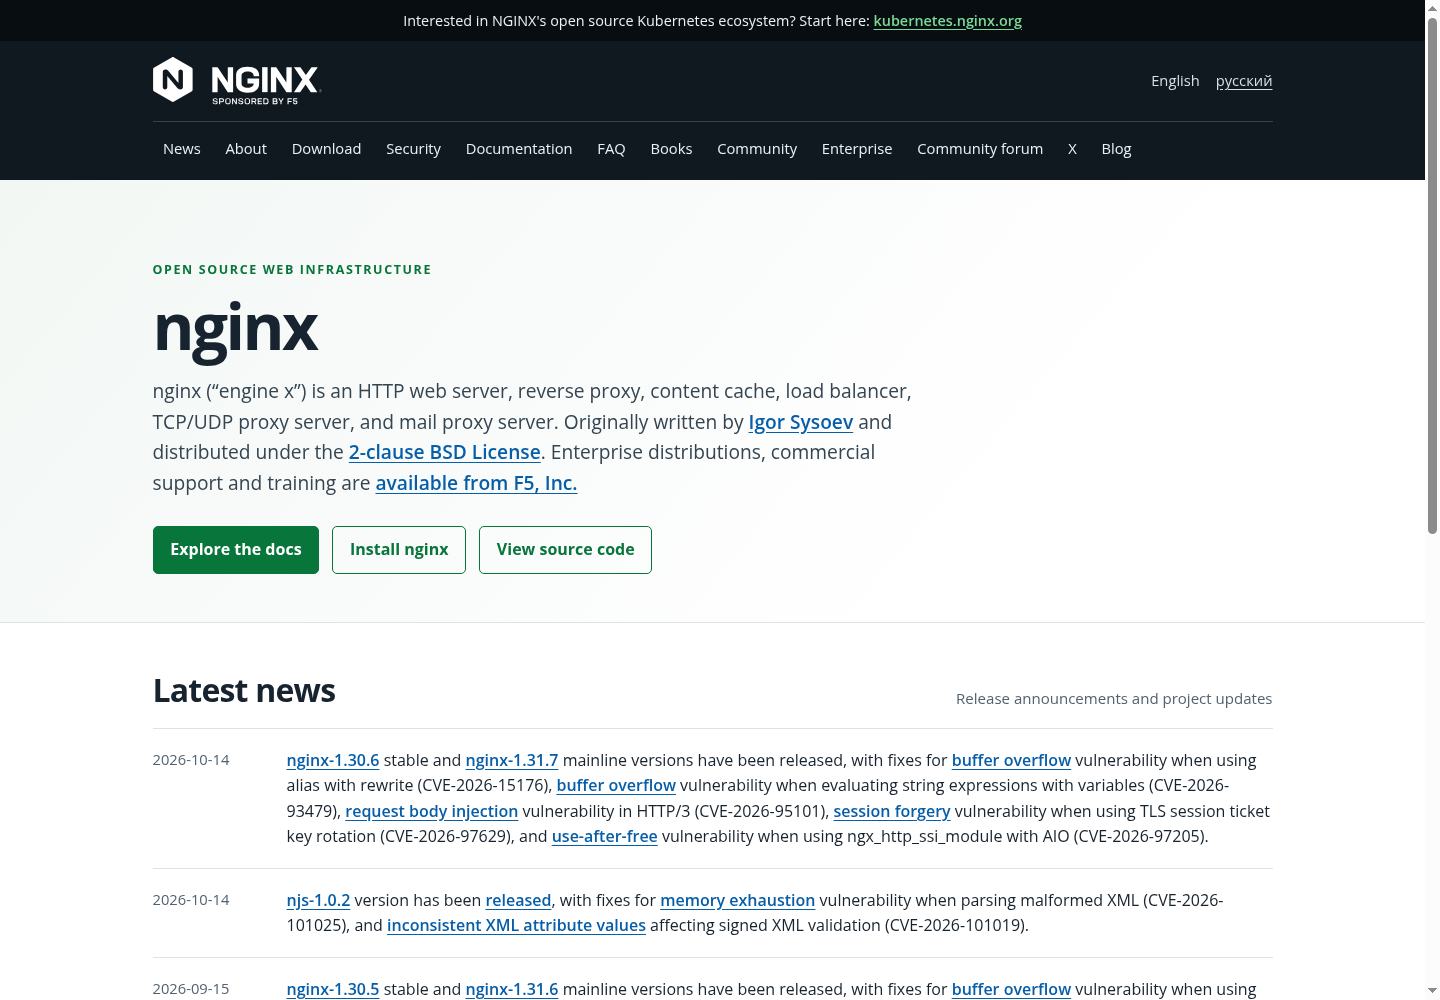 Interested in NGINX's open source Kubernetes ecosystem? Start here: kubernetes.nginx.org
NGINX
SPONSORED BY F5
English русский
News About Download Security Documentation FAQ Books Community Enterprise Community forum X Blog
OPEN SOURCE WEB INFRASTRUCTURE
nginx
nginx (“engine x”) is an HTTP web server, reverse proxy, content cache, load balancer,
TCP/UDP proxy server, and mail proxy server. Originally written by Igor Sysoev and
distributed under the 2-clause BSD License. Enterprise distributions, commercial
support and training are available from F5, Inc.
Explore the docs Install nginx View source code
Latest news
Release announcements and project updates
2026-10-14
nginx-1.30.6 stable and nginx-1.31.7 mainline versions have been released, with fixes for buffer overflow vulnerability when using
alias with rewrite (CVE-2026-15176), buffer overflow vulnerability when evaluating string expressions with variables (CVE-2026-
93479), request body injection vulnerability in HTTP/3 (CVE-2026-95101), session forgery vulnerability when using TLS session ticket
key rotation (CVE-2026-97629), and use-after-free vulnerability when using ngx_http_ssi_module with AIO (CVE-2026-97205).
2026-10-14
njs-1.0.2 version has been released, with fixes for memory exhaustion vulnerability when parsing malformed XML (CVE-2026-
101025), and inconsistent XML attribute values affecting signed XML validation (CVE-2026-101019).
2026-09-15
nginx-1.30.5 stable and nginx-1.31.6 mainline versions have been released, with fixes for buffer overflow vulnerability when using